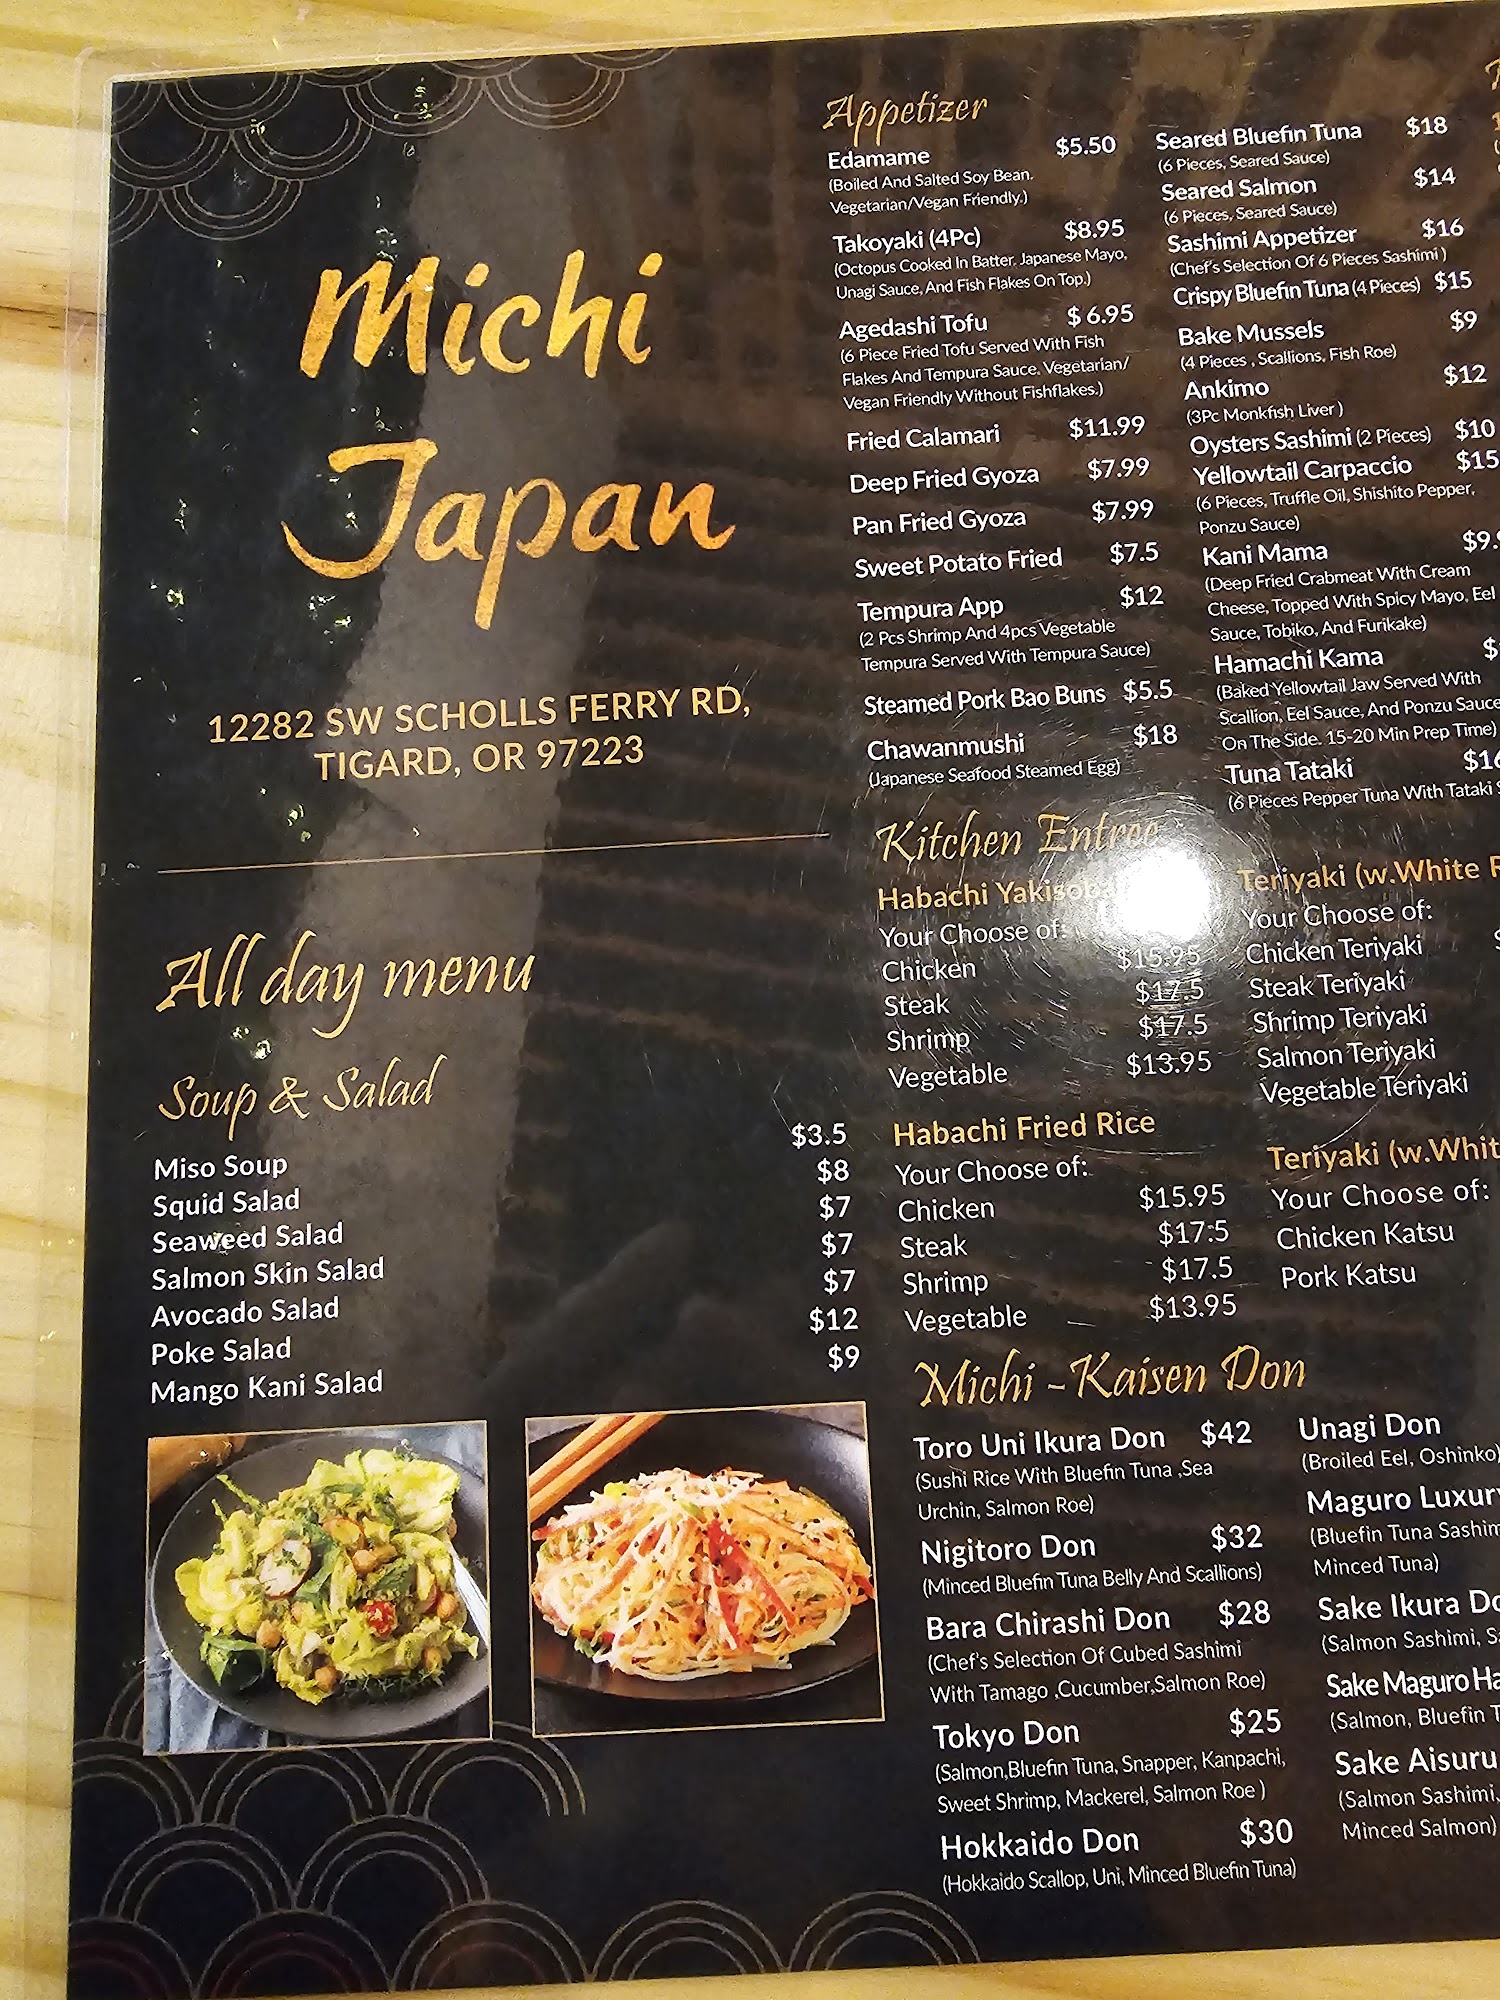 Michi
Japan
12282 SW SCHOLLS FERRY RD,
TIGARD, OR 97223
All day menu
Soup & Salad
Miso Soup $3.5
Squid Salad $8
Seaweed Salad $7
Salmon Skin Salad $7
Avocado Salad $7
Poke Salad $12
Mango Kani Salad $9
Appetizer
Edamame $5.50
(Boiled And Salted Soy Bean.
Vegetarian/Vegan Friendly.)
Takoyaki (4Pc) $8.95
(Octopus Cooked In Batter. Japanese Mayo,
Unagi Sauce, And Fish Flakes On Top.)
Agedashi Tofu $ 6.95
(6 Piece Fried Tofu Served With Fish
Flakes And Tempura Sauce. Vegetarian/
Vegan Friendly Without Fishflakes.)
Fried Calamari $11.99
Deep Fried Gyoza $7.99
Pan Fried Gyoza $7.99
Sweet Potato Fried $7.5
Tempura App $12
(2 Pcs Shrimp And 4pcs Vegetable
Tempura Served With Tempura Sauce)
Steamed Pork Bao Buns $5.5
Chawanmushi $18
(Japanese Seafood Steamed Egg)
Seared Bluefin Tuna $18
(6 Pieces, Seared Sauce)
Seared Salmon $14
(6 Pieces, Seared Sauce)
Sashimi Appetizer $16
(Chef's Selection Of 6 Pieces Sashimi )
Crispy Bluefin Tuna (4 Pieces) $15
Bake Mussels $9
(4 Pieces , Scallions, Fish Roe)
Ankimo $12
(3Pc Monkfish Liver )
Oysters Sashimi (2 Pieces) $10
Yellowtail Carpaccio $15
(6 Pieces, Truffle Oil, Shishito Pepper,
Ponzu Sauce)
Kani Mama
(Deep Fried Crabmeat With Cream
Cheese, Topped With Spicy Mayo, Eel
Sauce, Tobiko, And Furikake)
Hamachi Kama
(Baked Yellowtail Jaw Served With
Scallion, Eel Sauce, And Ponzu Sauce
On The Side. 15-20 Min Prep Time)
Tuna Tataki
(6 Pieces Pepper Tuna With Tataki
Kitchen Entree
Habachi
Your Choose of:
Chicken $15.95
Steak $17.5
Shrimp $17.5
Vegetable $13.95
Habachi Fried Rice
Your Choose of:
Chicken $15.95
Steak $17.5
Shrimp $17.5
Vegetable $13.95
Teriyaki (w.White
Your Choose of:
Chicken Teriyaki
Steak Teriyaki
Shrimp Teriyaki
Salmon Teriyaki
Vegetable Teriyaki
Teriyaki (w.Whit
Your Choose of:
Chicken Katsu
Pork Katsu
Michi - Kaisen Don
Toro Uni Ikura Don $42
(Sushi Rice With Bluefin Tuna ,Sea
Urchin, Salmon Roe)
Nigitoro Don $32
(Minced Bluefin Tuna Belly And Scallions)
Bara Chirashi Don $28
(Chef's Selection Of Cubed Sashimi
With Tamago ,Cucumber,Salmon Roe)
Tokyo Don $25
(Salmon,Bluefin Tuna, Snapper, Kanpachi,
Sweet Shrimp, Mackerel, Salmon Roe )
Hokkaido Don $30
(Hokkaido Scallop, Uni, Minced Bluefin Tuna)
Unagi Don
(Broiled Eel, Oshinko)
Maguro Luxury
(Bluefin Tuna Sashim
Minced Tuna)
Sake Ikura Do
(Salmon Sashimi,
Sake Maguro Ha
(Salmon, Bluefin T
Sake Aisuru
(Salmon Sashimi,
Minced Salmon)